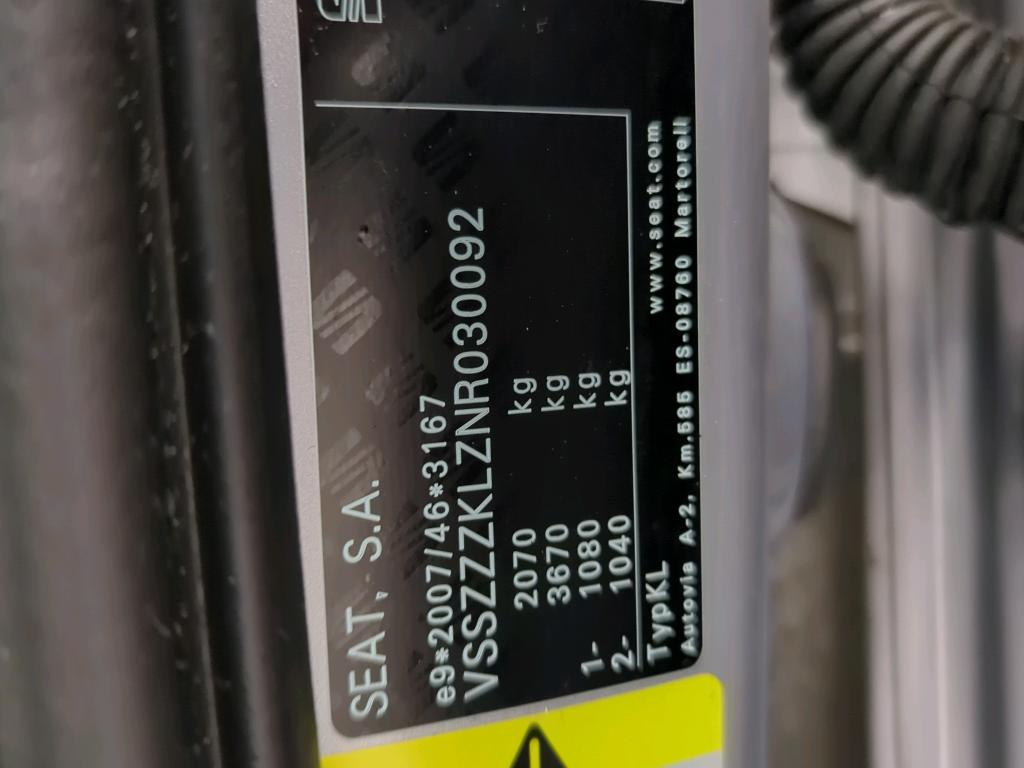 SEAT, S.A.
e9*2007/46*3167
VSSZZZKLZNR030092
2070 kg
3670 kg
1- 1080 kg
2- 1040 kg
TypKL www.seat.com
Autovia A-2, Km.585 ES-08760 Martorell